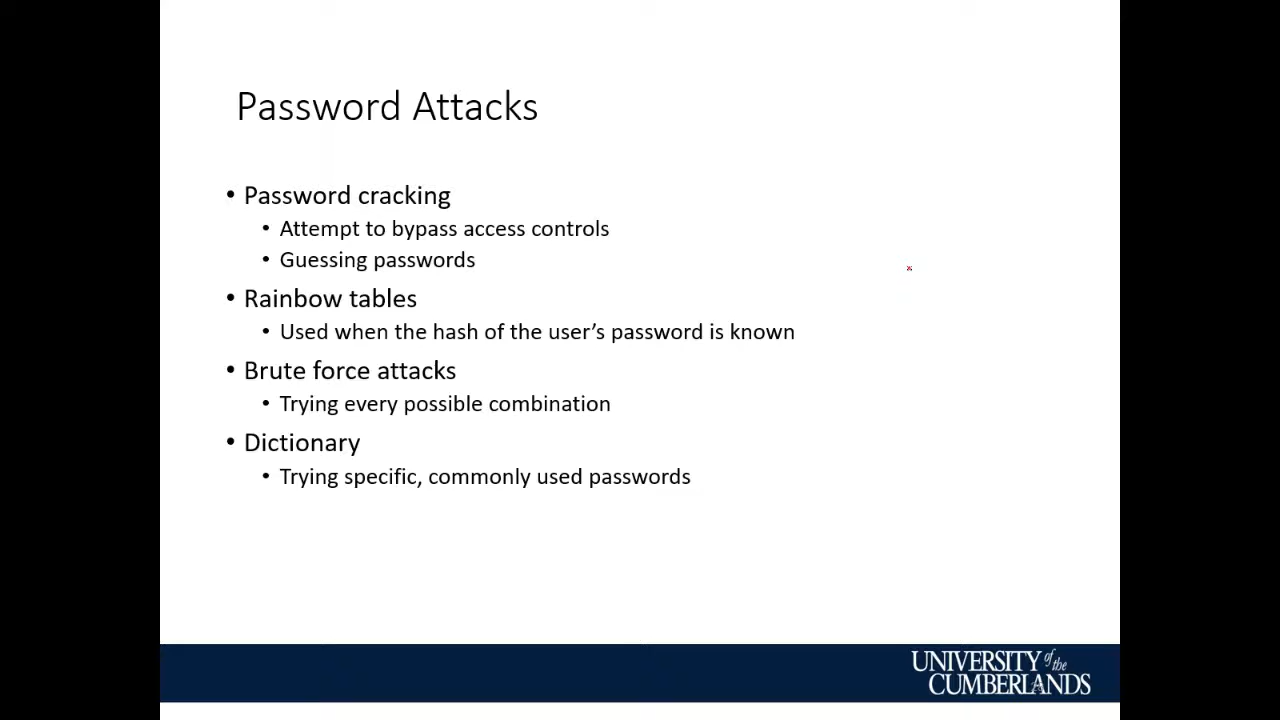 Password Attacks
• Password cracking
• Attempt to bypass access controls
• Guessing passwords
• Rainbow tables
• Used when the hash of the user’s password is known
• Brute force attacks
• Trying every possible combination
• Dictionary
• Trying specific, commonly used passwords
UNIVERSITY of the
CUMBERLANDS